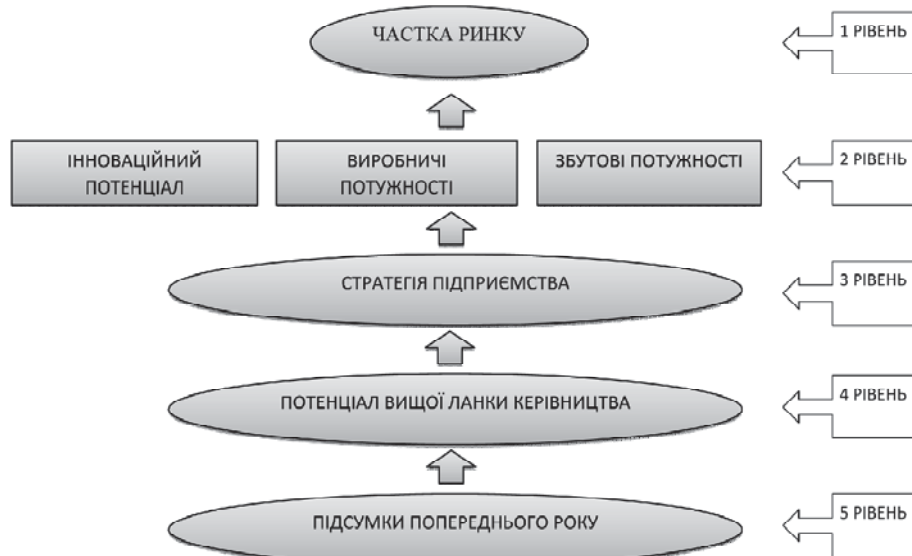 ЧАСТКА РИНКУ
1 РІВЕНЬ
ІННОВАЦІЙНИЙ
ПОТЕНЦІАЛ
ВИРОБНИЧІ
ПОТУЖНОСТІ
ЗБУТОВІ ПОТУЖНОСТІ
2 РІВЕНЬ
СТРАТЕГІЯ ПІДПРИЄМСТВА
3 РІВЕНЬ
ПОТЕНЦІАЛ ВИЩОЇ ЛАНКИ КЕРІВНИЦТВА
4 РІВЕНЬ
ПІДСУМКИ ПОПЕРЕДНЬОГО РОКУ
5 РІВЕНЬ